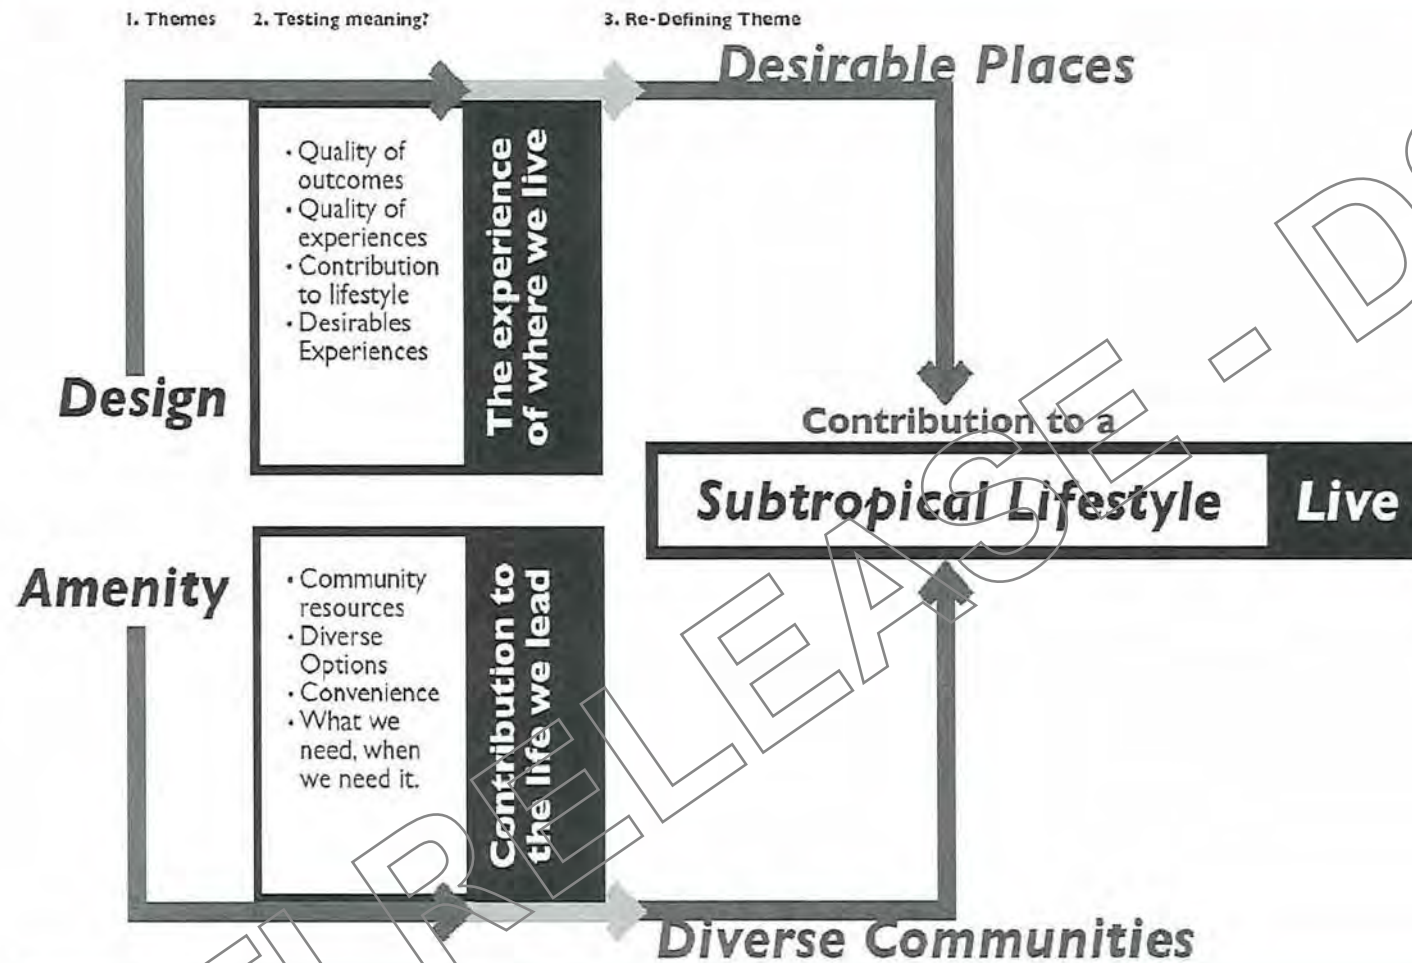 1. Themes
2. Testing meaning?
3. Re-Defining Theme
Desirable Places
• Quality of
outcomes
• Quality of
experiences
• Contribution
to lifestyle
• Desirables
Experiences
The experience
of where we live
Design
Contribution to a
Subtropical Lifestyle
Live
Amenity
• Community
resources
• Diverse
Options
• Convenience
• What we
need, when
we need it.
Contribution to
the life we lead
Diverse Communities
RELEASE - D